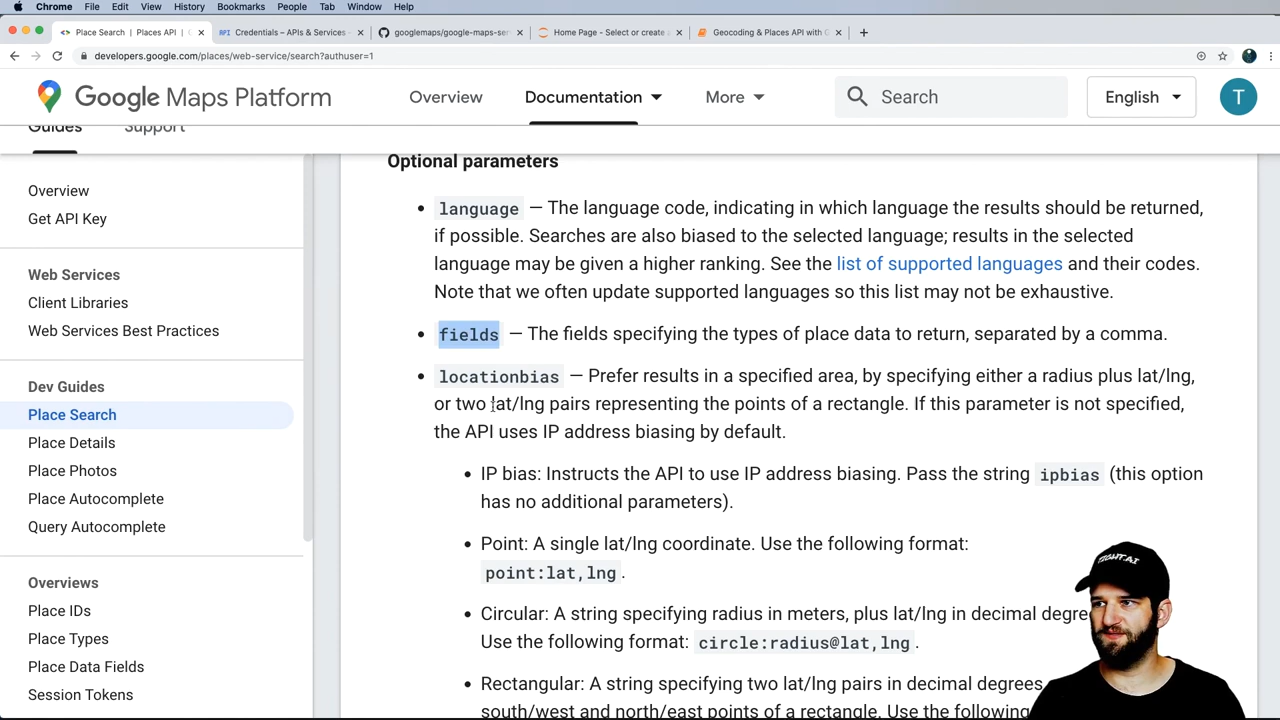 Chrome File Edit View History Bookmarks People Tab Window Help
Place Search | Places API |
Credentials – APIs & Services
googlemaps/google-maps-ser
Home Page - Select or create
Geocoding & Places API with G
developers.google.com/places/web-service/search?authuser=1
Google Maps Platform Overview Documentation More Search English T
Guides Support
Overview
Get API Key
Web Services
Client Libraries
Web Services Best Practices
Dev Guides
Place Search
Place Details
Place Photos
Place Autocomplete
Query Autocomplete
Overviews
Place IDs
Place Types
Place Data Fields
Session Tokens
Optional parameters
• language — The language code, indicating in which language the results should be returned,
if possible. Searches are also biased to the selected language; results in the selected
language may be given a higher ranking. See the list of supported languages and their codes.
Note that we often update supported languages so this list may not be exhaustive.
• fields — The fields specifying the types of place data to return, separated by a comma.
• locationbias — Prefer results in a specified area, by specifying either a radius plus lat/lng,
or two lat/lng pairs representing the points of a rectangle. If this parameter is not specified,
the API uses IP address biasing by default.
• IP bias: Instructs the API to use IP address biasing. Pass the string ipbias (this option
has no additional parameters).
• Point: A single lat/lng coordinate. Use the following format:
point:lat,lng.
• Circular: A string specifying radius in meters, plus lat/lng in decimal degre
Use the following format: circle:radius@lat,lng.
• Rectangular: A string specifying two lat/lng pairs in decimal degrees
south/west and north/east points of a rectangle. Use the following